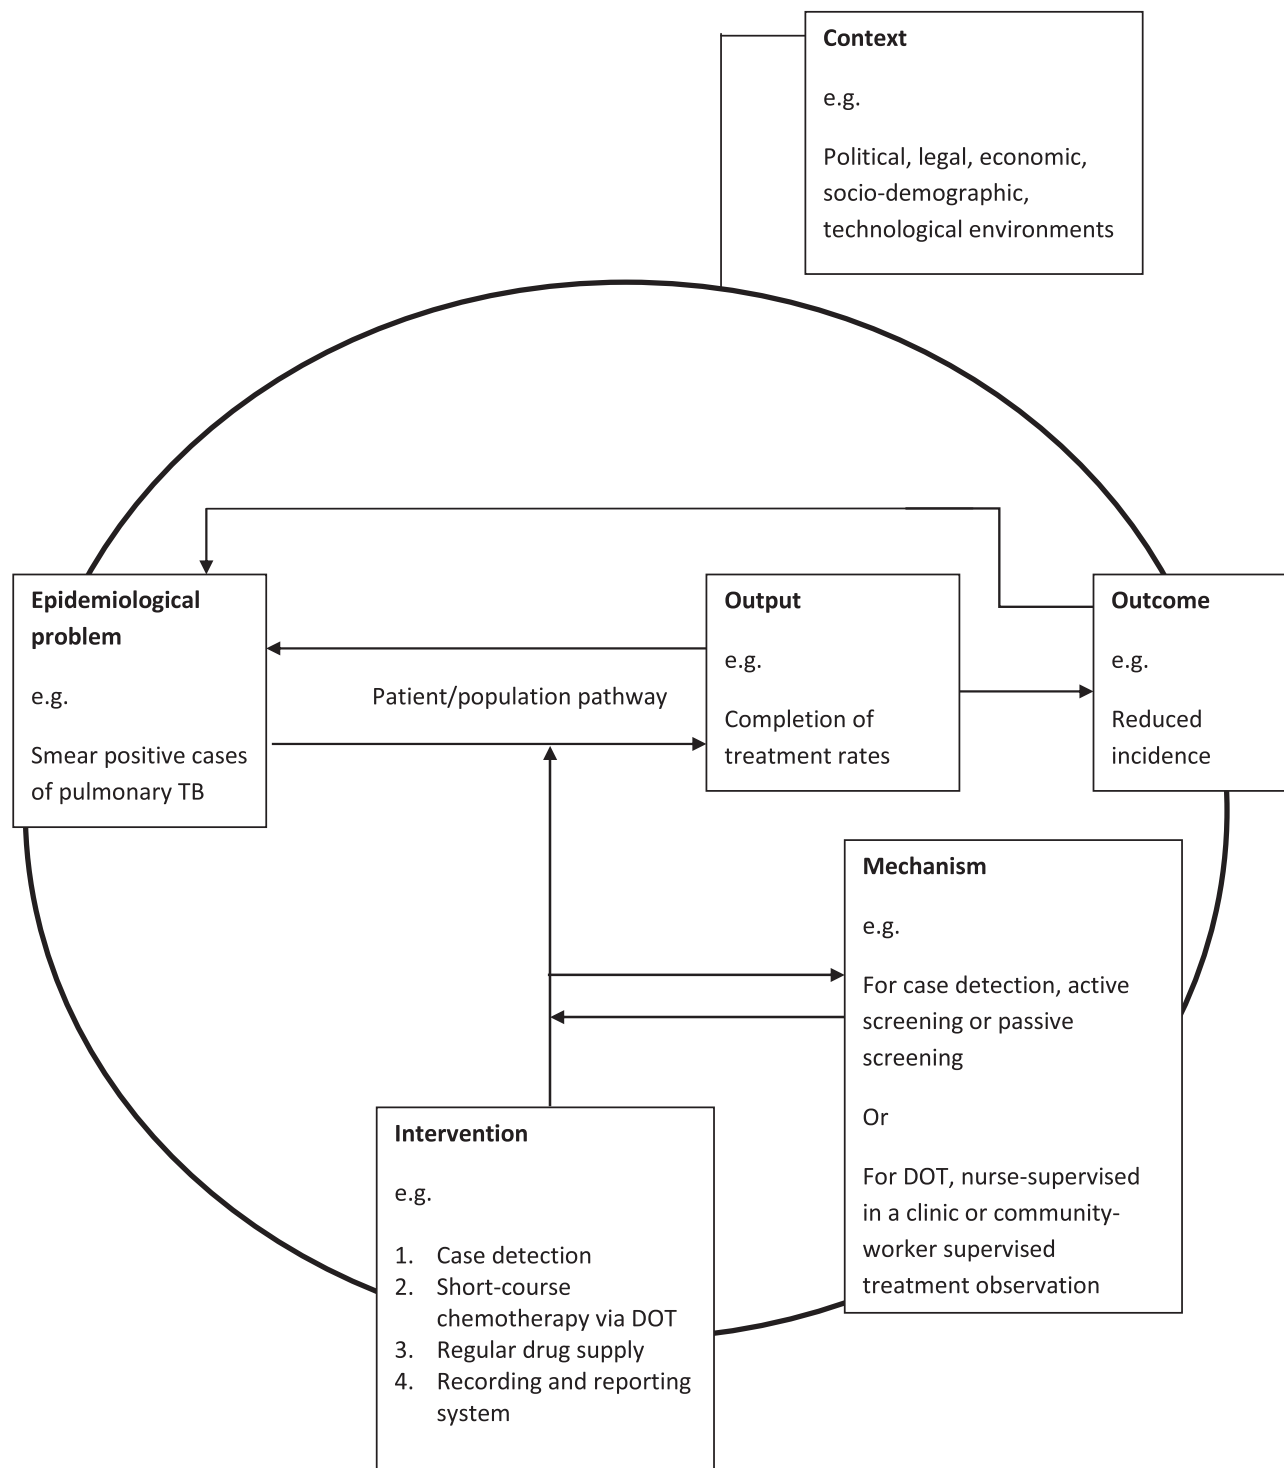 Context
e.g.
Political, legal, economic,
socio-demographic,
technological environments
Epidemiological
problem
e.g.
Smear positive cases
of pulmonary TB
Patient/population pathway
Output
e.g.
Completion of
treatment rates
Outcome
e.g.
Reduced
incidence
Mechanism
e.g.
For case detection, active
screening or passive
screening
Or
For DOT, nurse-supervised
in a clinic or community-
worker supervised
treatment observation
Intervention
e.g.
1. Case detection
2. Short-course
chemotherapy via DOT
3. Regular drug supply
4. Recording and reporting
system